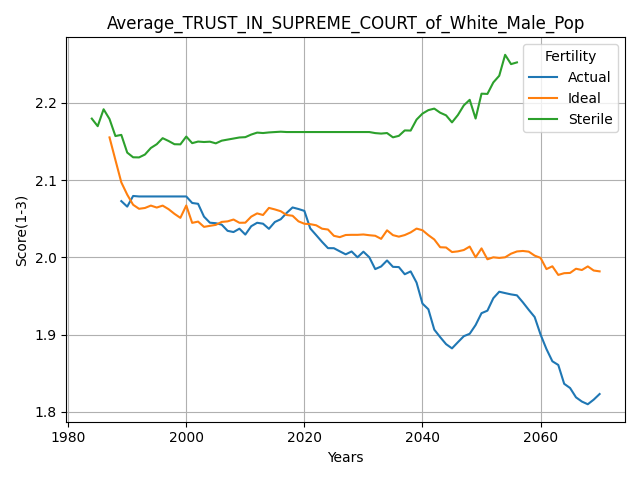 Average_TRUST_IN_SUPREME_COURT_of_White_Male_Pop
Fertility
Actual
Ideal
Sterile
Score(1-3)
2.2
2.1
2.0
1.9
1.8
1980
2000
2020
2040
2060
Years